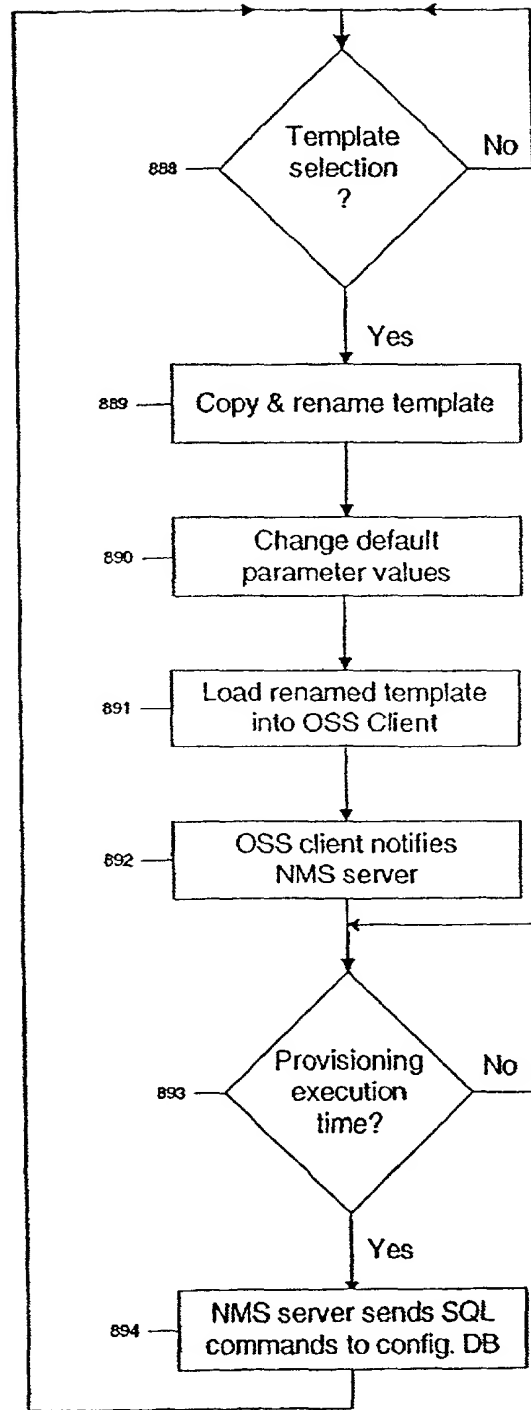 Template
selection
?
888
No
Yes
889
Copy & rename template
890
Change default
parameter values
891
Load renamed template
into OSS Client
892
OSS client notifies
NMS server
893
Provisioning
execution
time?
No
Yes
894
NMS server sends SQL
commands to config. DB